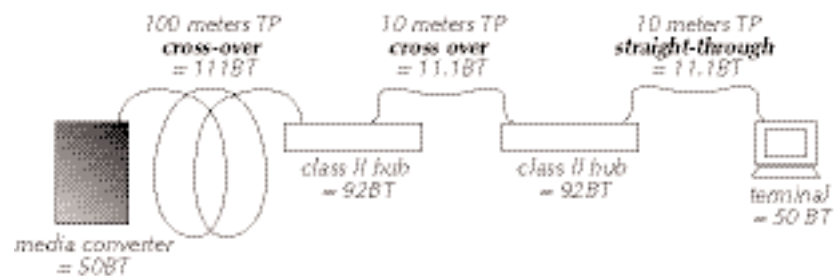 100 meters TP
cross-over
= 111BT
10 meters TP
cross over
= 11.1BT
10 meters TP
straight-through
= 11.1BT
class II hub
= 92BT
class II hub
= 92BT
terminal
= 50 BT
media converter
= 50BT